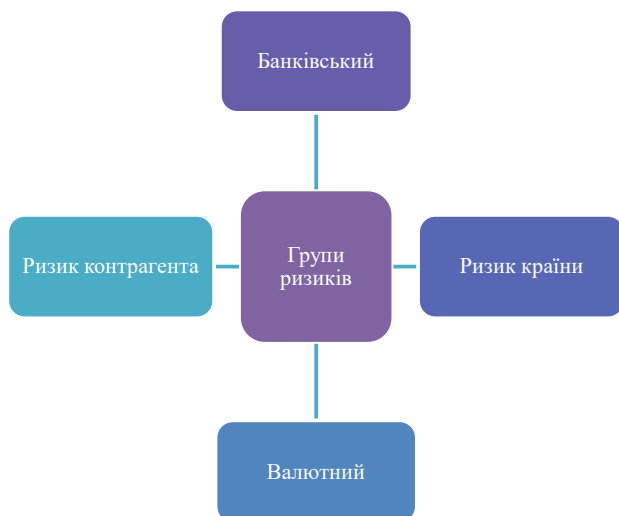 Банківський
Ризик контрагента
Групи
ризиків
Ризик країни
Валютний